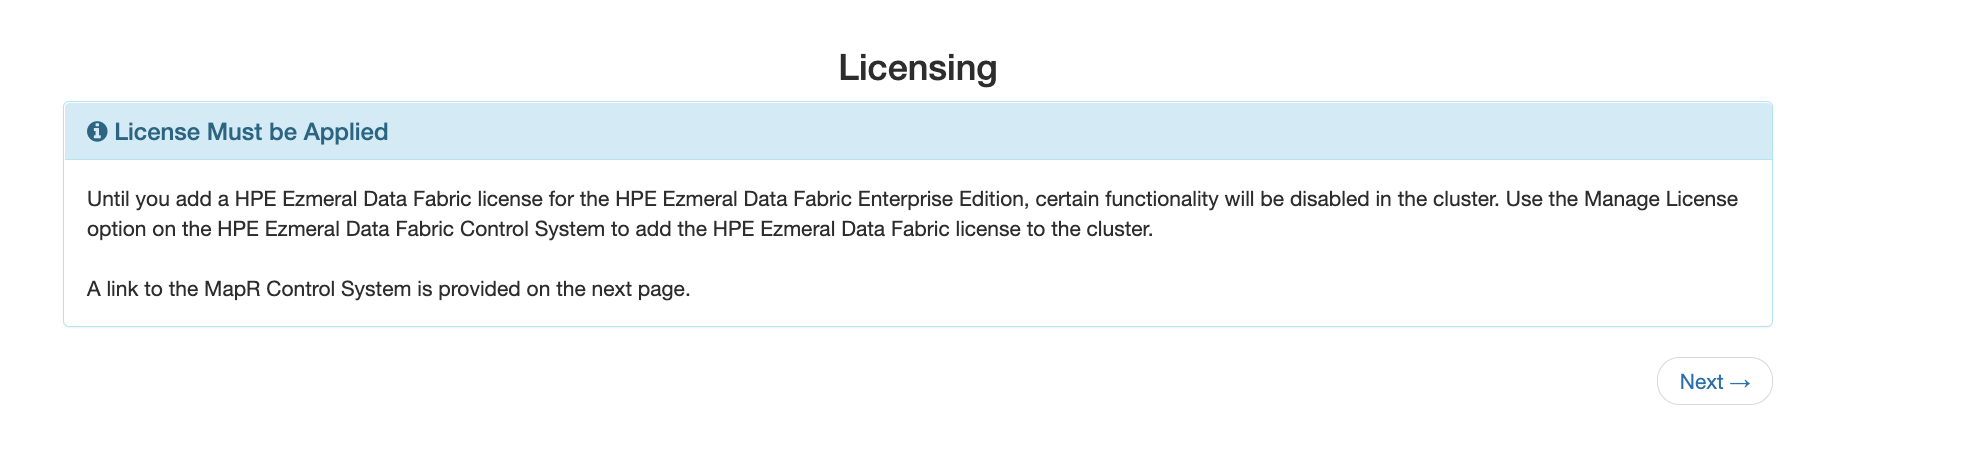 Licensing
License Must be Applied
Until you add a HPE Ezmeral Data Fabric license for the HPE Ezmeral Data Fabric Enterprise Edition, certain functionality will be disabled in the cluster. Use the Manage License
option on the HPE Ezmeral Data Fabric Control System to add the HPE Ezmeral Data Fabric license to the cluster.
A link to the MapR Control System is provided on the next page.
Next →